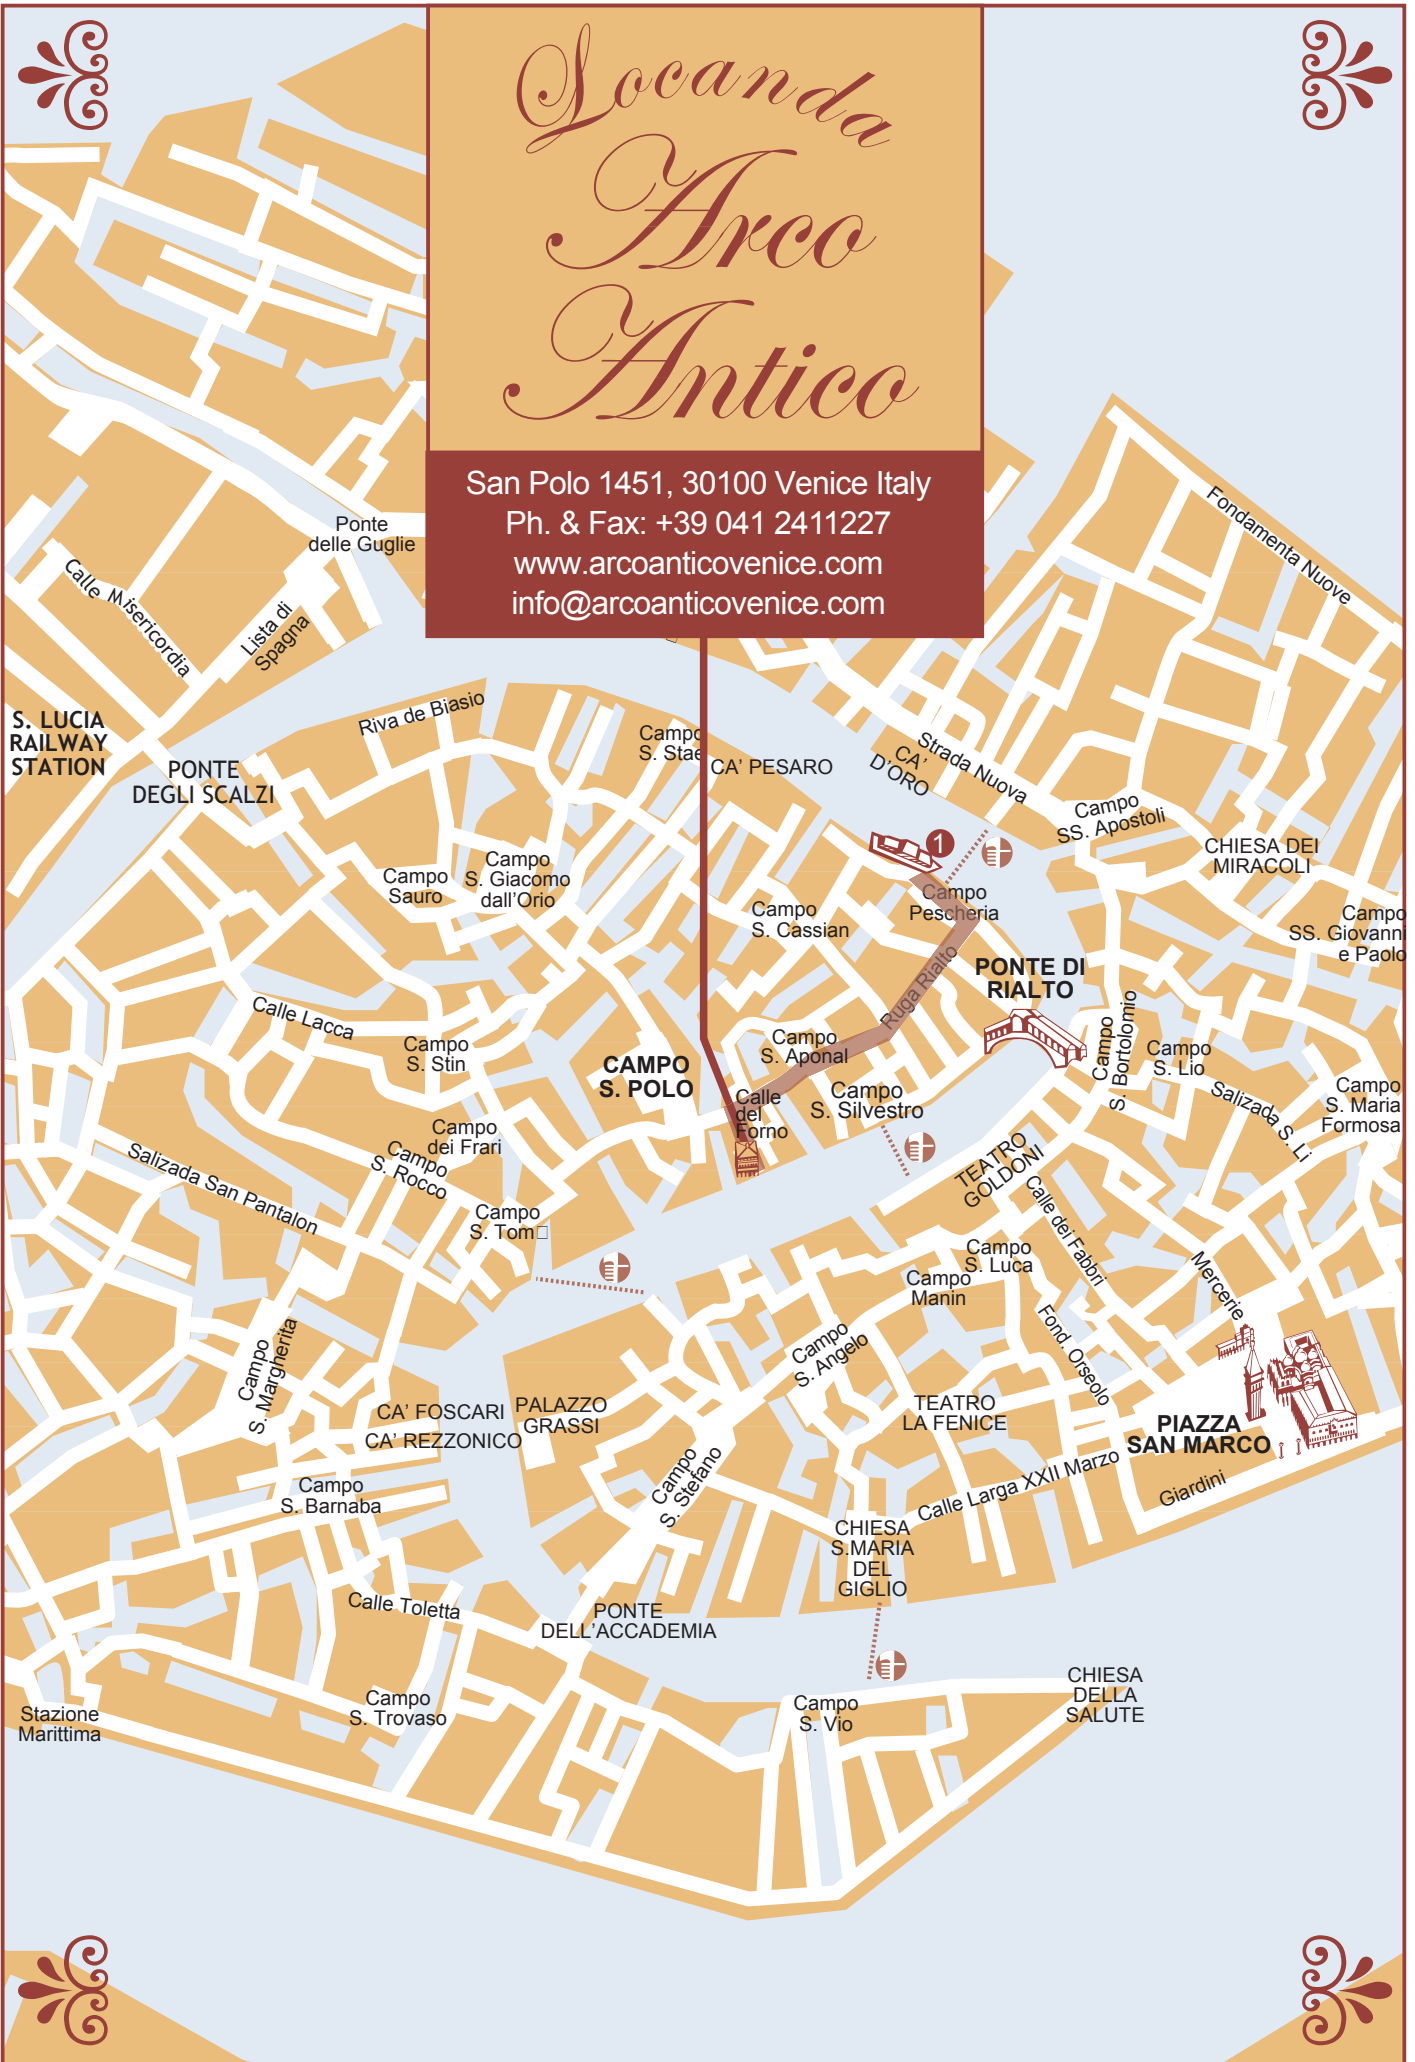 Locanda
Arco
Antico
San Polo 1451, 30100 Venice Italy
Ph. & Fax: +39 041 2411227
www.arcoanticovenice.com
info@arcoanticovenice.com
Ponte
delle Guglie
Fondamenta Nuove
Calle Misericordia
Lista di
Spagna
S. LUCIA
RAILWAY
STATION
PONTE
DEGLI SCALZI
Riva de Biasio
Campo
S. Stae
CA' PESARO
CA'
D'ORO
Strada Nuova
Campo
SS. Apostoli
CHIESA DEI
MIRACOLI
1
Campo
Sauro
Campo
S. Giacomo
dall'Orio
Campo
S. Cassian
Campo
Pescheria
Campo
SS. Giovanni
e Paolo
Ruga Rialto
PONTE DI
RIALTO
Calle Lacca
Campo
S. Stin
CAMPO
S. POLO
Campo
S. Aponal
Campo
S. Silvestro
Calle
del
Forno
Campo
S. Bortolomio
Campo
S. Lio
Salizada S. Li
Campo
S. Maria
Formosa
Campo
dei Frari
Campo
S. Rocco
Salizada San Pantalon
Campo
S. Tom□
TEATRO
GOLDONI
Calle dei Fabbri
Campo
S. Luca
Campo
Manin
Mercerie
Fond. Orseolo
Campo
S. Angelo
Campo
S. Margherita
CA' FOSCARI
CA' REZZONICO
PALAZZO
GRASSI
TEATRO
LA FENICE
PIAZZA
SAN MARCO
Campo
S. Stefano
Calle Larga XXII Marzo
Giardini
Campo
S. Barnaba
CHIESA
S.MARIA
DEL
GIGLIO
Calle Toletta
PONTE
DELL'ACCADEMIA
Campo
S. Trovaso
Campo
S. Vio
CHIESA
DELLA
SALUTE
Stazione
Marittima